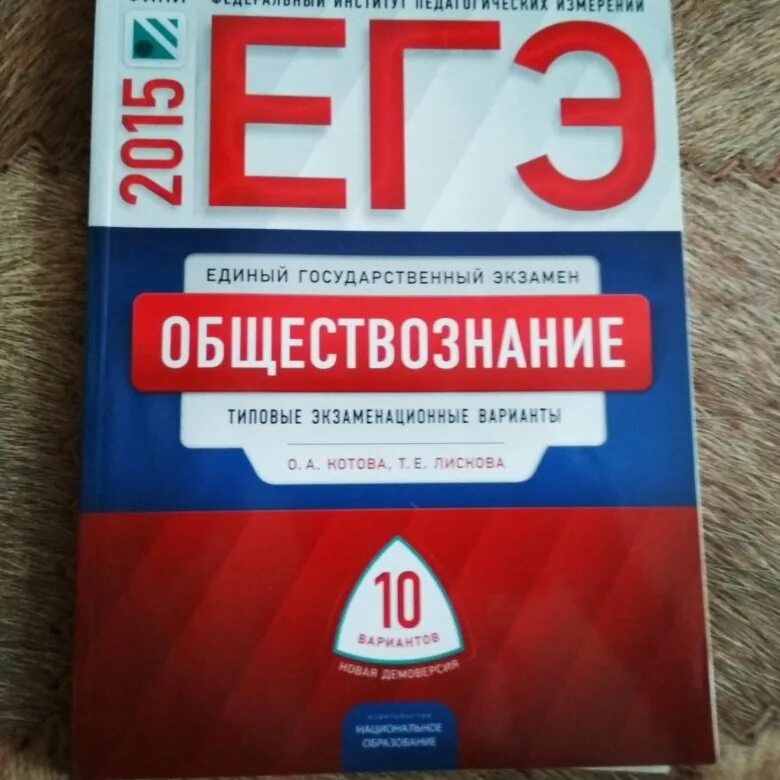 ФЕДЕРАЛЬНЫЙ ИНСТИТУТ ПЕДАГОГИЧЕСКИХ ИЗМЕРЕНИЙ
2015
ЕГЭ
ЕДИНЫЙ ГОСУДАРСТВЕННЫЙ ЭКЗАМЕН
ОБЩЕСТВОЗНАНИЕ
ТИПОВЫЕ ЭКЗАМЕНАЦИОННЫЕ ВАРИАНТЫ
О. А. КОТОВА, Т. Е. ЛИСКОВА
10
ВАРИАНТОВ
НОВАЯ ДЕМОВЕРСИЯ
ИЗДАТЕЛЬСТВО
НАЦИОНАЛЬНОЕ
ОБРАЗОВАНИЕ